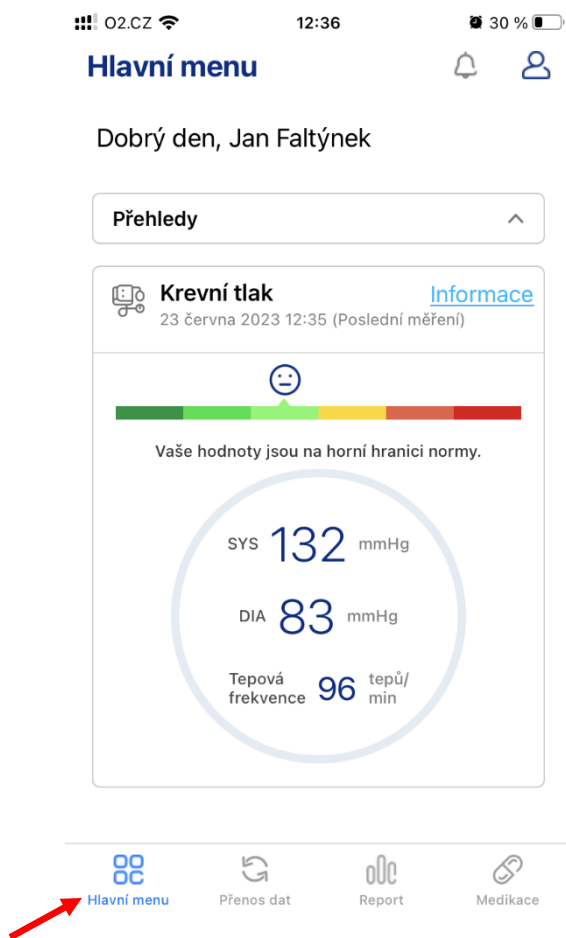 O2.CZ 12:36 30 %
Hlavní menu
Dobrý den, Jan Faltýnek
Přehledy
Krevní tlak Informace
23 června 2023 12:35 (Poslední měření)
Vaše hodnoty jsou na horní hranici normy.
SYS 132 mmHg
DIA 83 mmHg
Tepová
frekvence 96 tepů/
min
Hlavní menu Přenos dat Report Medikace